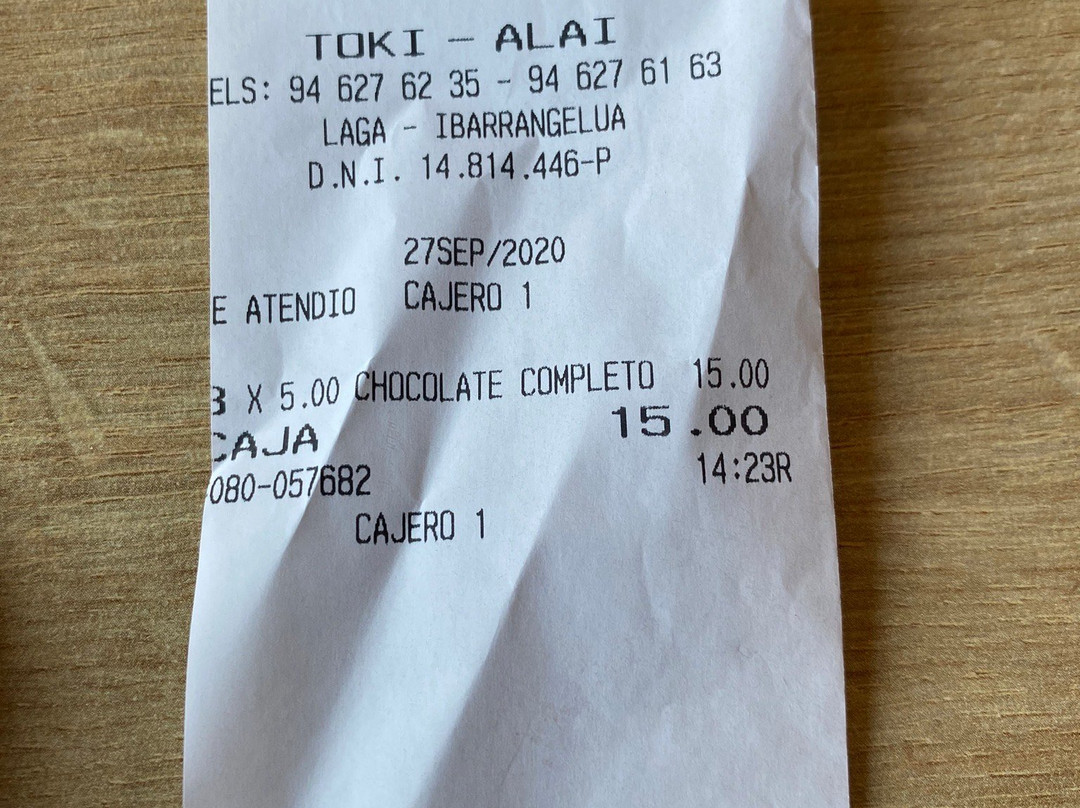 TOKI - ALAI
ELS: 94 627 62 35 - 94 627 61 63
LAGA - IBARRANGELUA
D.N.I. 14.814.446-P
27SEP/2020
E ATENDIO CAJERO 1
3 X 5.00 CHOCOLATE COMPLETO 15.00
CAJA 15.00
080-057682 14:23R
CAJERO 1